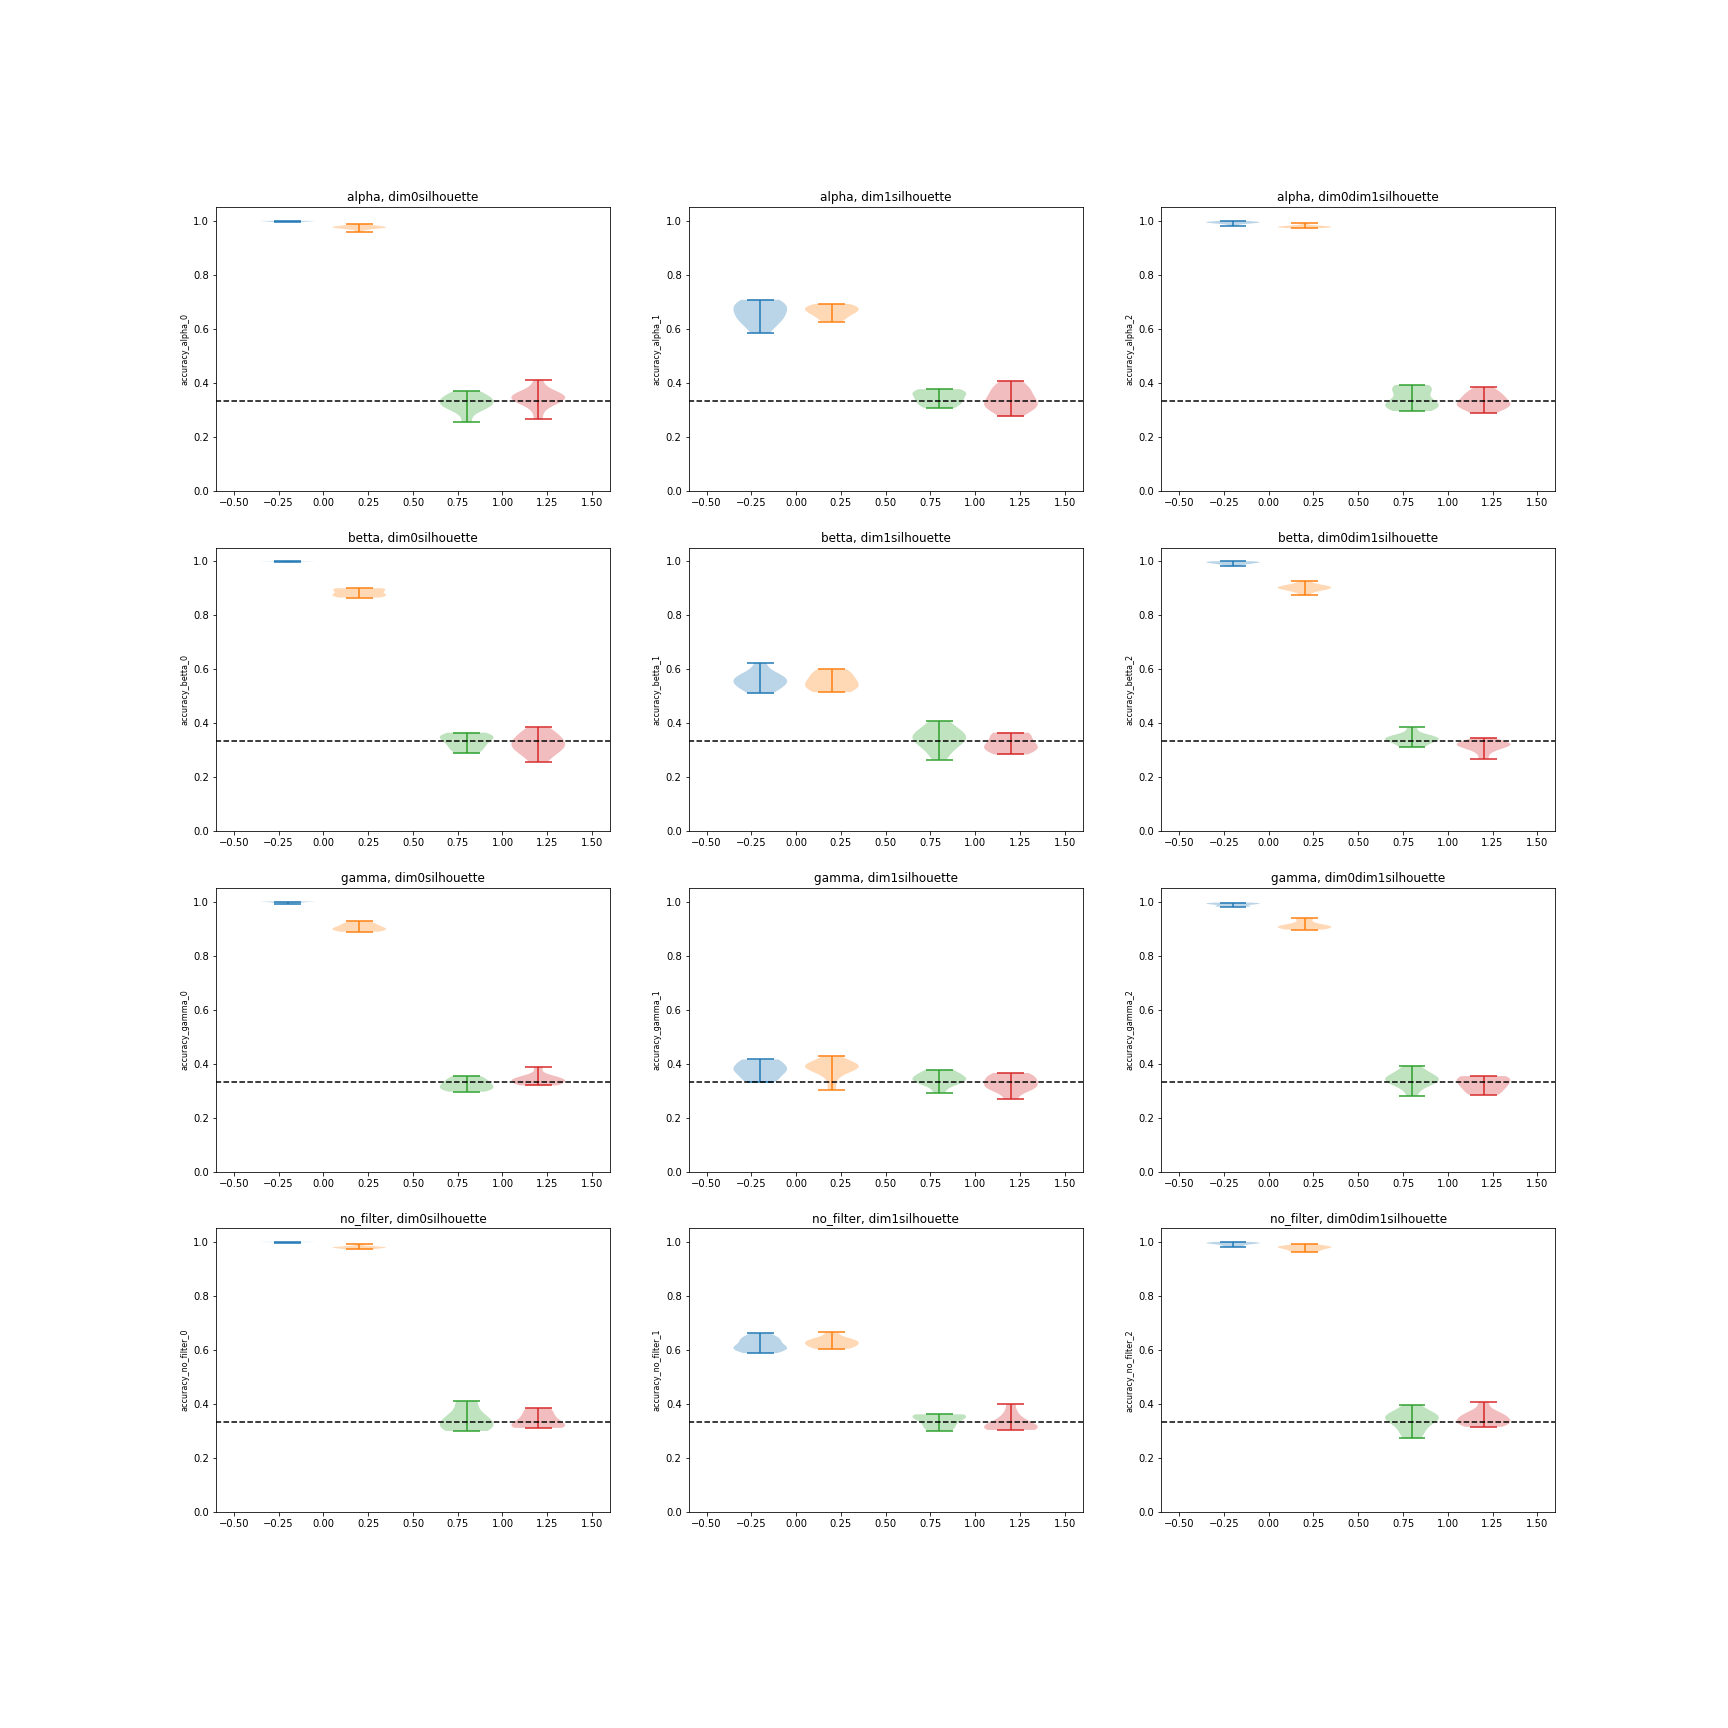 alpha, dim0silhouette
accuracy_alpha_0
1.0
0.8
0.6
0.4
0.2
0.0
−0.50 −0.25 0.00 0.25 0.50 0.75 1.00 1.25 1.50
alpha, dim1silhouette
accuracy_alpha_1
1.0
0.8
0.6
0.4
0.2
0.0
−0.50 −0.25 0.00 0.25 0.50 0.75 1.00 1.25 1.50
alpha, dim0dim1silhouette
accuracy_alpha_2
1.0
0.8
0.6
0.4
0.2
0.0
−0.50 −0.25 0.00 0.25 0.50 0.75 1.00 1.25 1.50
betta, dim0silhouette
accuracy_betta_0
1.0
0.8
0.6
0.4
0.2
0.0
−0.50 −0.25 0.00 0.25 0.50 0.75 1.00 1.25 1.50
betta, dim1silhouette
accuracy_betta_1
1.0
0.8
0.6
0.4
0.2
0.0
−0.50 −0.25 0.00 0.25 0.50 0.75 1.00 1.25 1.50
betta, dim0dim1silhouette
accuracy_betta_2
1.0
0.8
0.6
0.4
0.2
0.0
−0.50 −0.25 0.00 0.25 0.50 0.75 1.00 1.25 1.50
gamma, dim0silhouette
accuracy_gamma_0
1.0
0.8
0.6
0.4
0.2
0.0
−0.50 −0.25 0.00 0.25 0.50 0.75 1.00 1.25 1.50
gamma, dim1silhouette
accuracy_gamma_1
1.0
0.8
0.6
0.4
0.2
0.0
−0.50 −0.25 0.00 0.25 0.50 0.75 1.00 1.25 1.50
gamma, dim0dim1silhouette
accuracy_gamma_2
1.0
0.8
0.6
0.4
0.2
0.0
−0.50 −0.25 0.00 0.25 0.50 0.75 1.00 1.25 1.50
no_filter, dim0silhouette
accuracy_no_filter_0
1.0
0.8
0.6
0.4
0.2
0.0
−0.50 −0.25 0.00 0.25 0.50 0.75 1.00 1.25 1.50
no_filter, dim1silhouette
accuracy_no_filter_1
1.0
0.8
0.6
0.4
0.2
0.0
−0.50 −0.25 0.00 0.25 0.50 0.75 1.00 1.25 1.50
no_filter, dim0dim1silhouette
accuracy_no_filter_2
1.0
0.8
0.6
0.4
0.2
0.0
−0.50 −0.25 0.00 0.25 0.50 0.75 1.00 1.25 1.50